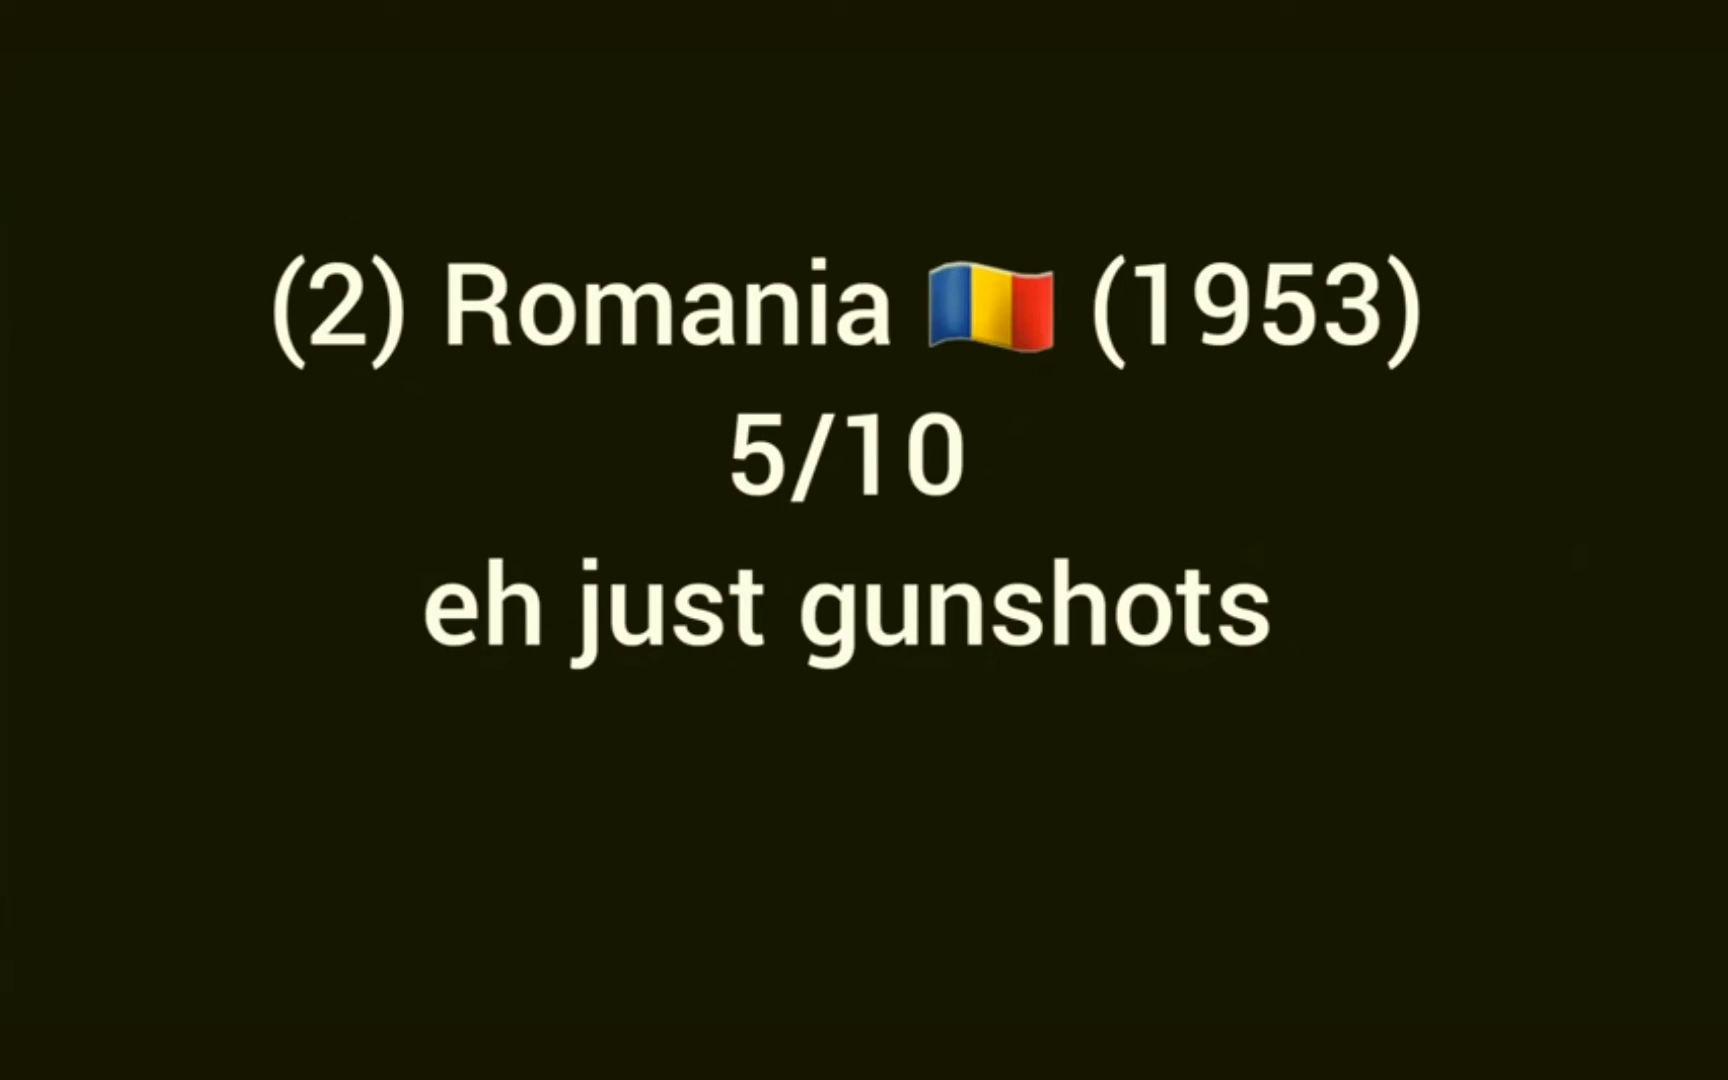 (2) Romania 🇷🇴 (1953)
5/10
eh just gunshots